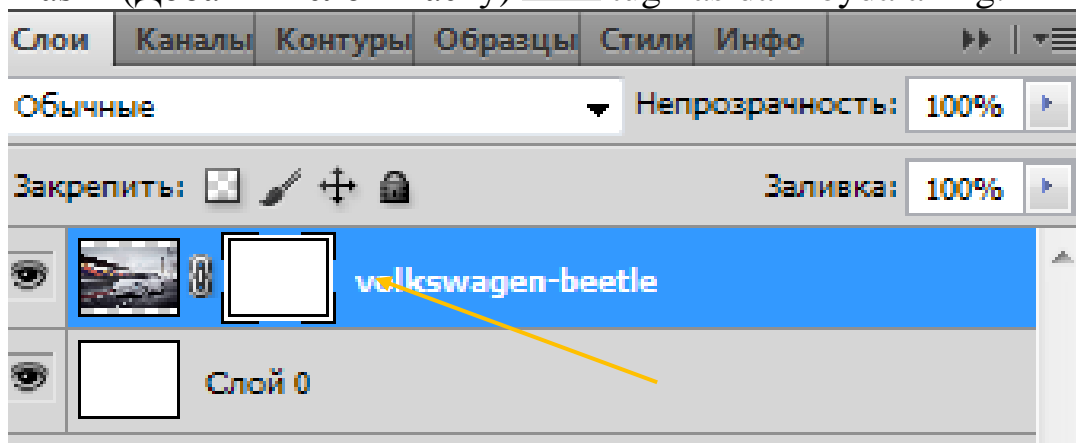 Слои Каналы Контуры Образцы Стили Инфо
Обычные Непрозрачность: 100%
Закрепить: Заливка: 100%
volkswagen-beetle
Слой 0